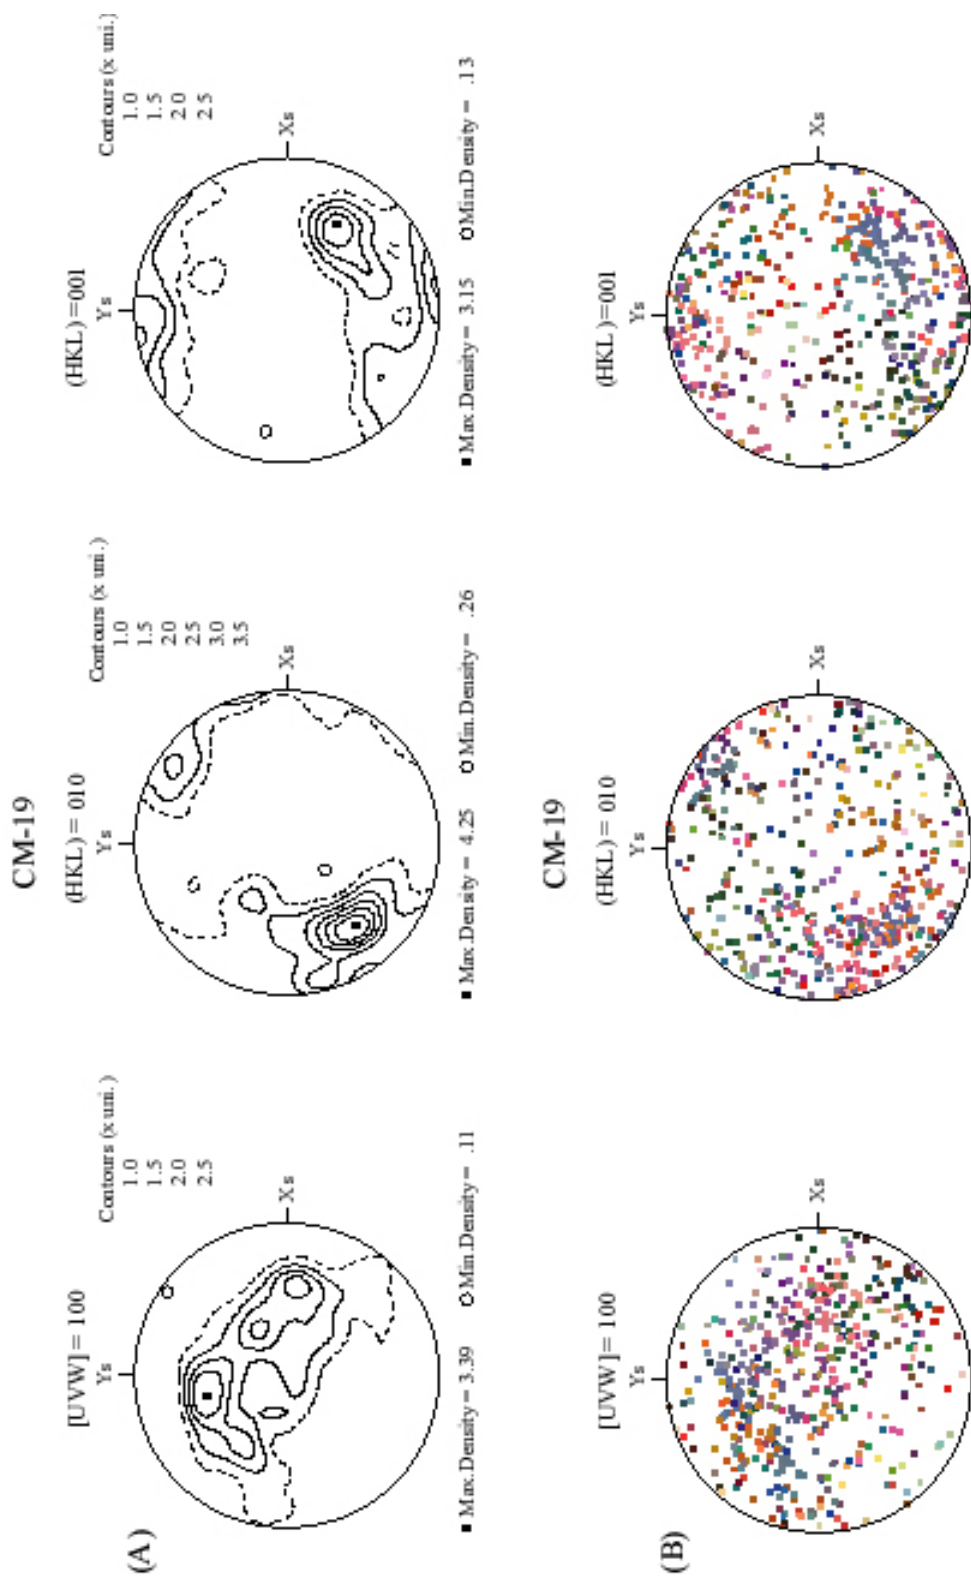 CM-19
(A)
[UVW] = 100
Ys
Xs
Contours (x uni.)
1.0
1.5
2.0
2.5
■ Max.Density = 3.39 O Min.Density = .11
(HKL) = 010
Ys
Xs
Contours (x uni.)
1.0
1.5
2.0
2.5
3.0
3.5
■ Max.Density = 4.25 O Min.Density = .26
(HKL) =001
Ys
Xs
Contours (x uni.)
1.0
1.5
2.0
2.5
■ Max.Density = 3.15 O Min.Density = .13
CM-19
(B)
[UVW] = 100
Ys
Xs
(HKL) = 010
Ys
Xs
(HKL) =001
Ys
Xs